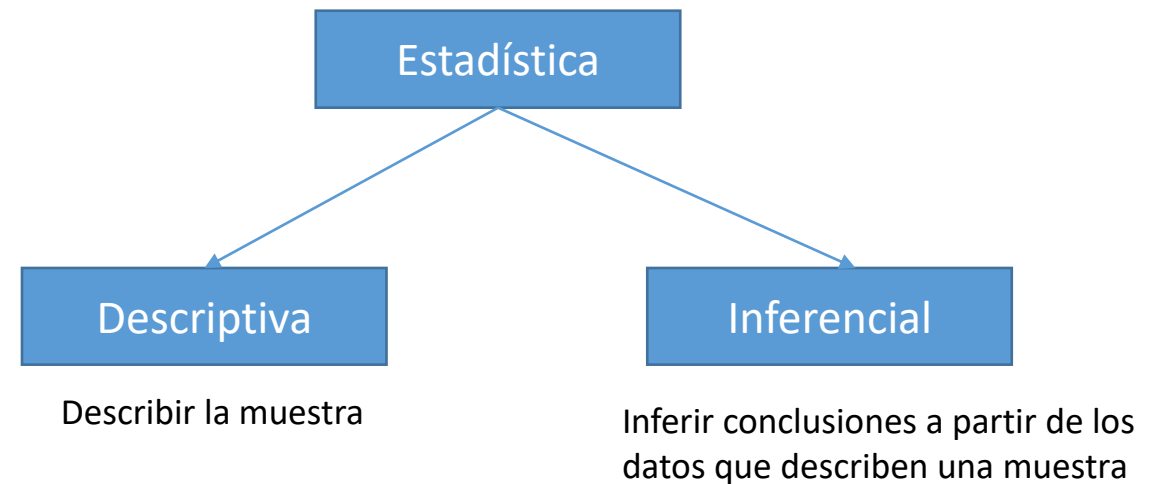 Estadística
Descriptiva
Inferencial
Describir la muestra
Inferir conclusiones a partir de los
datos que describen una muestra